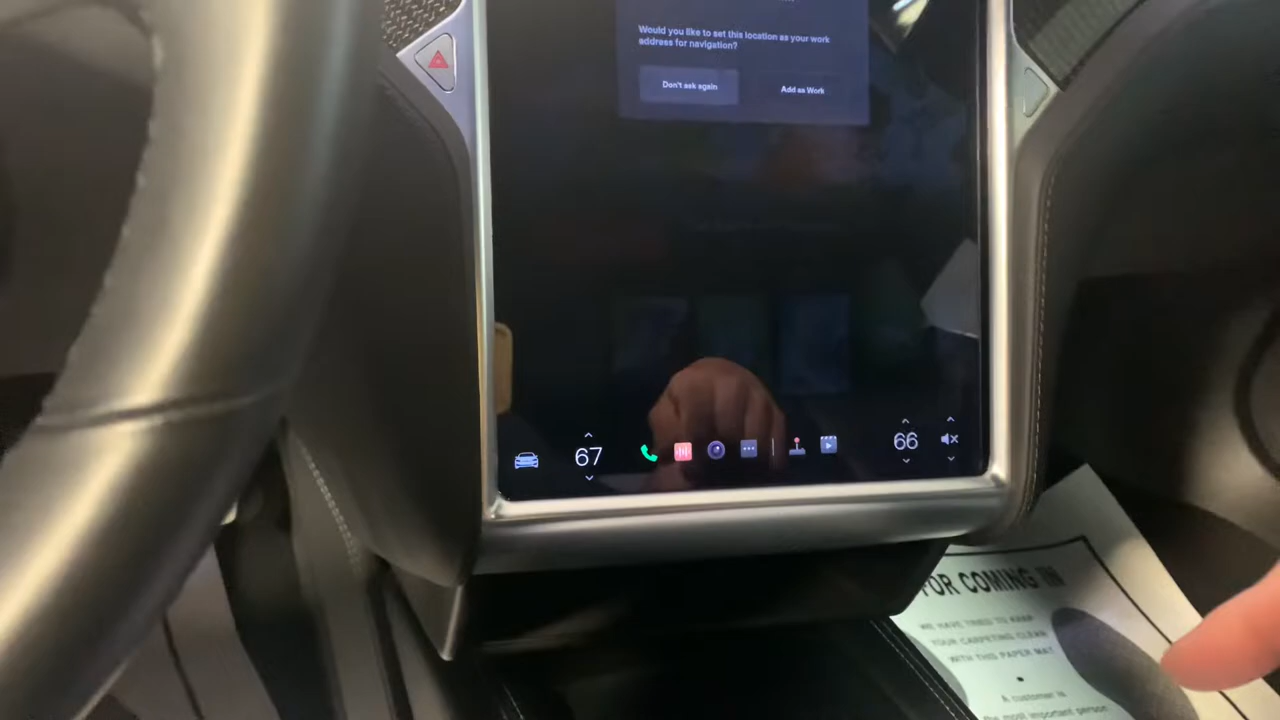 Would you like to set this location as your work
address for navigation?
Don't ask again
Add as Work
67
66
FOR COMING IN
WE HAVE TRIED TO KEEP
YOUR CARPETING CLEAN
WITH THIS PAPER MAT
A customer is
the most important person